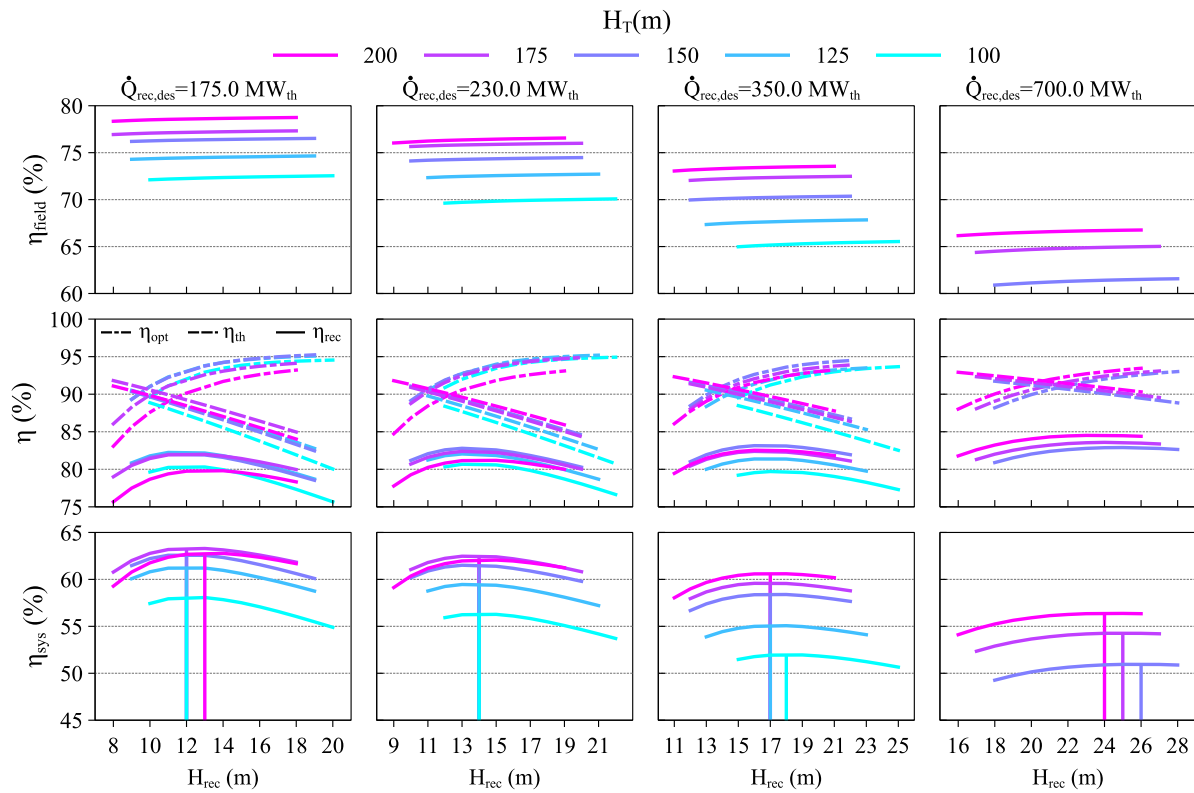 H_T(m)
200 175 150 125 100
Q̇_rec,des=175.0 MW_th Q̇_rec,des=230.0 MW_th Q̇_rec,des=350.0 MW_th Q̇_rec,des=700.0 MW_th
η_field (%)
80
75
70
65
60
η (%)
100
95
90
85
80
75
η_opt η_th η_rec
η_sys (%)
65
60
55
50
45
8 10 12 14 16 18 20 9 11 13 15 17 19 21 11 13 15 17 19 21 23 25 16 18 20 22 24 26 28
H_rec (m) H_rec (m) H_rec (m) H_rec (m)